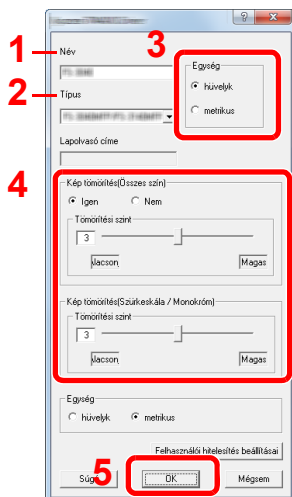 1
Név
3
Egység
hüvelyk
metrikus
2
Típus
Lapolvasó címe
4
Kép tömörítés(Összes szín)
Igen
Nem
Tömörítési szint
3
Alacson
Magas
Kép tömörítés(Szürkeskála / Monokróm)
Tömörítési szint
3
Alacson
Magas
Egység
hüvelyk
metrikus
Felhasználói hitelesítés beállításai
5
OK
Mégsem